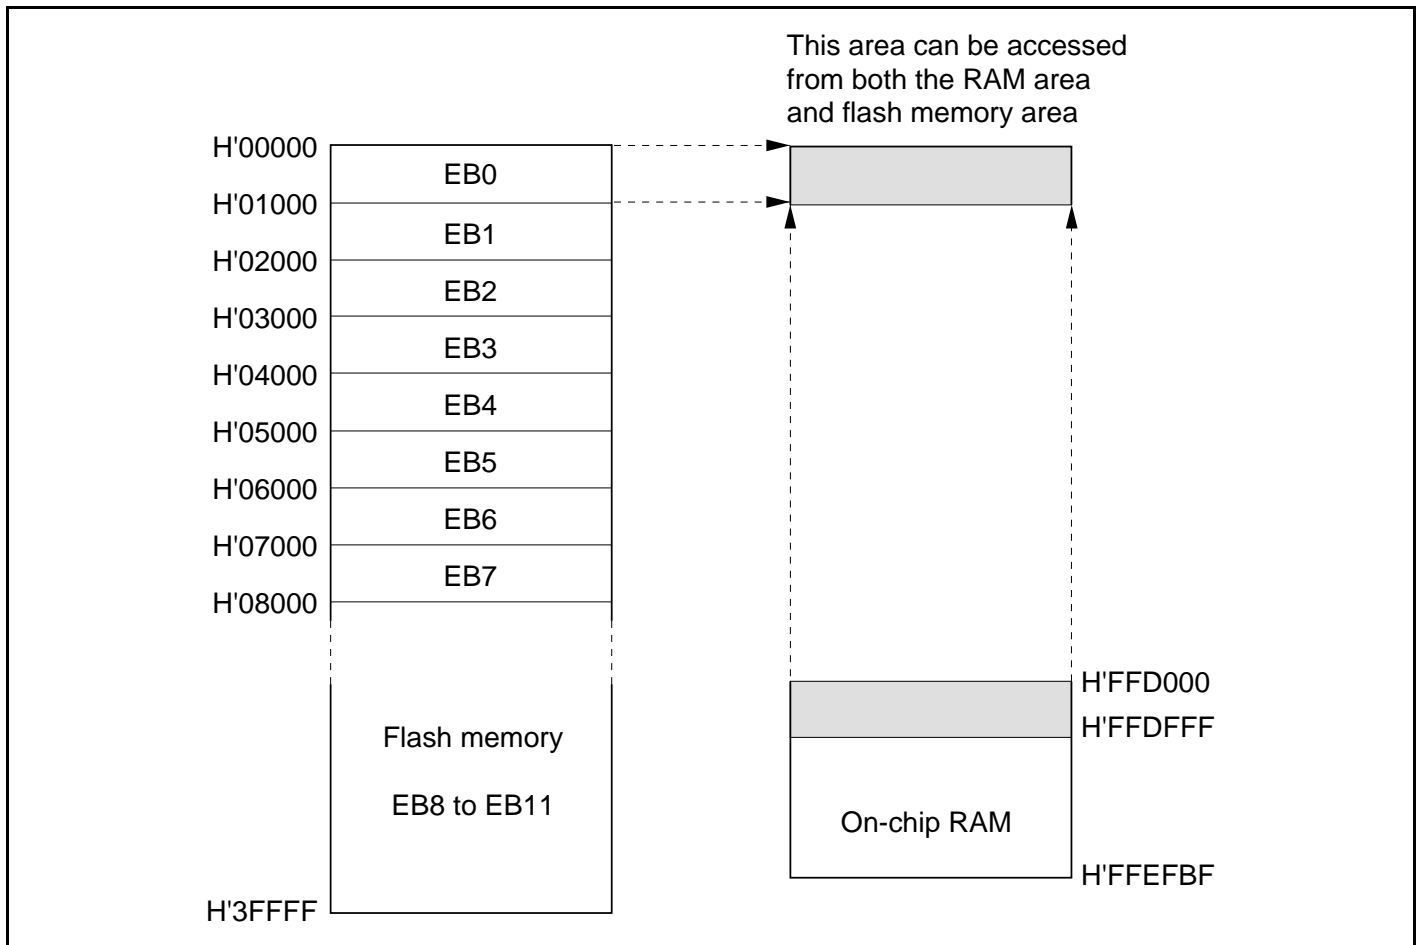 This area can be accessed
from both the RAM area
and flash memory area
H'00000
EB0
H'01000
EB1
H'02000
EB2
H'03000
EB3
H'04000
EB4
H'05000
EB5
H'06000
EB6
H'07000
EB7
H'08000
H'FFD000
H'FFDFFF
Flash memory
EB8 to EB11
On-chip RAM
H'FFEFBF
H'3FFFF